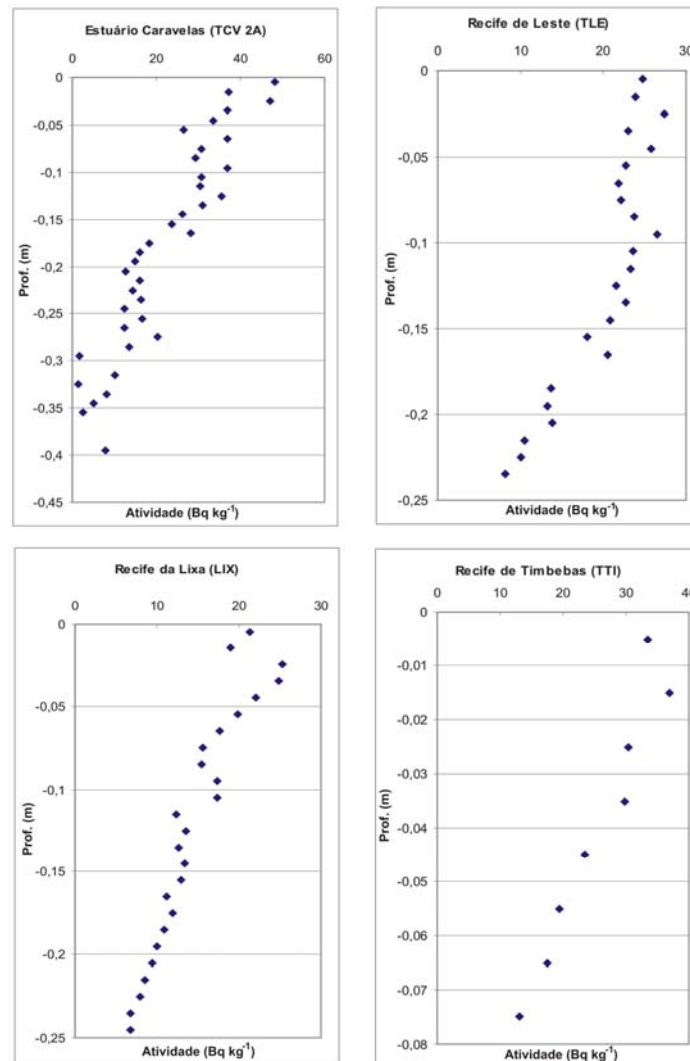 Estuário Caravelas (TCV 2A)
0 20 40 60
0
-0,05
-0,1
-0,15
-0,2
-0,25
-0,3
-0,35
-0,4
-0,45
Prof. (m)
Atividade (Bq kg-1)
Recife de Leste (TLE)
0 10 20 30
0
-0,05
-0,1
-0,15
-0,2
-0,25
Prof. (m)
Atividade (Bq kg-1)
Recife da Lixa (LIX)
0 10 20 30
0
-0,05
-0,1
-0,15
-0,2
-0,25
Prof. (m)
Atividade (Bq kg-1)
Recife de Timbebas (TTI)
0 10 20 30 40
0
-0,01
-0,02
-0,03
-0,04
-0,05
-0,06
-0,07
-0,08
Prof. (m)
Atividade (Bq kg-1)